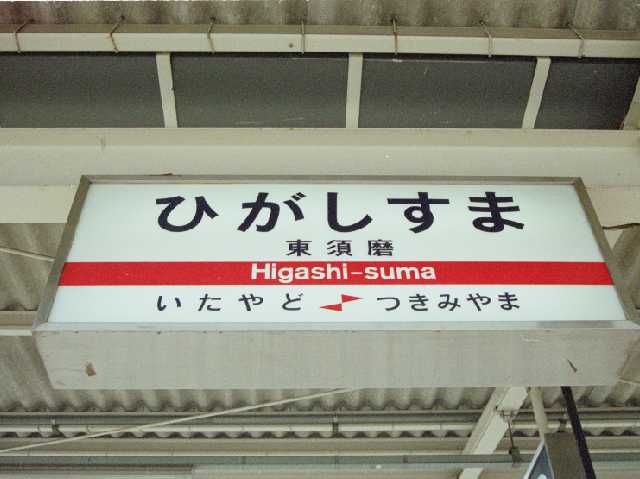 ひがしすま
東須磨
Higashi-suma
いたやど つきみやま